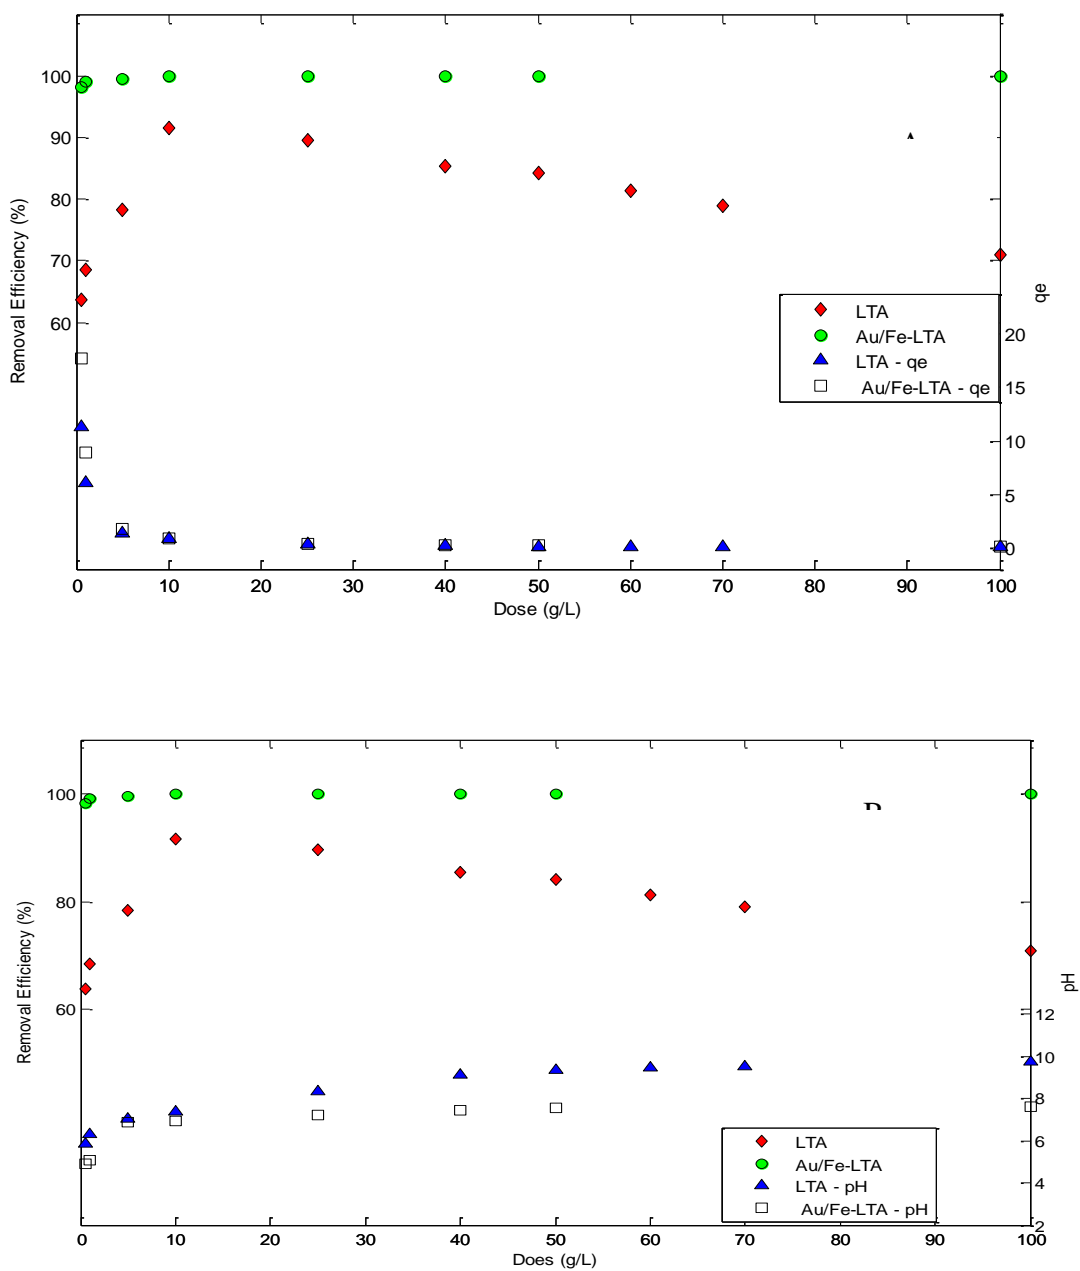 100
90
80
70
60
Removal Efficiency (%)
qe
20
15
10
5
0
LTA
Au/Fe-LTA
LTA - qe
Au/Fe-LTA - qe
0 10 20 30 40 50 60 70 80 90 100
Dose (g/L)
100
80
60
Removal Efficiency (%)
pH
12
10
8
6
4
2
LTA
Au/Fe-LTA
LTA - pH
Au/Fe-LTA - pH
0 10 20 30 40 50 60 70 80 90 100
Does (g/L)